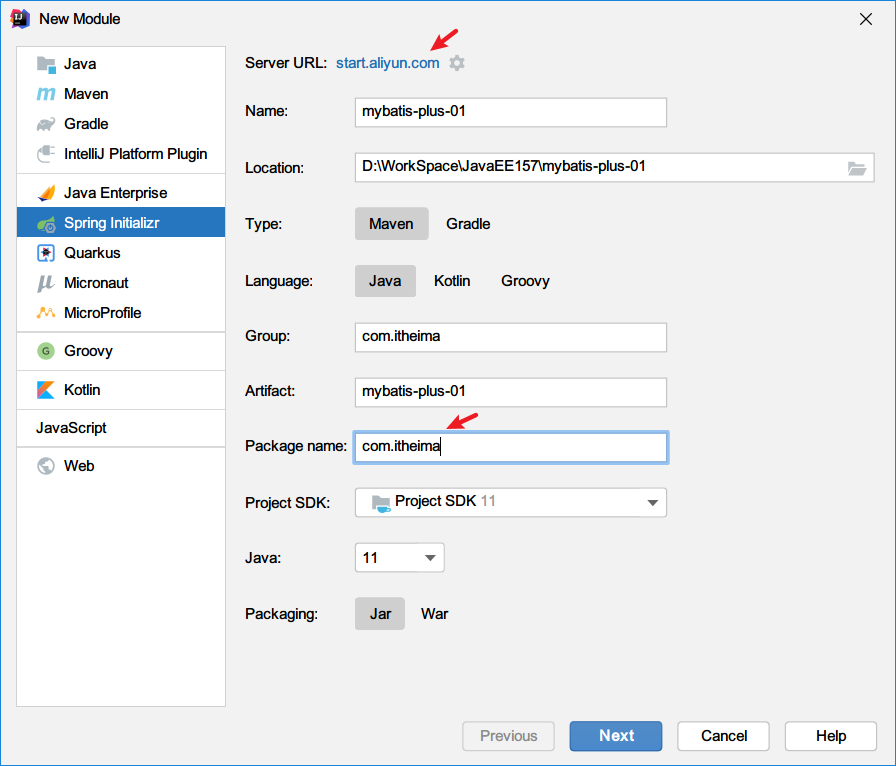 New Module
Java
Maven
Gradle
IntelliJ Platform Plugin
Java Enterprise
Spring Initializr
Quarkus
Micronaut
MicroProfile
Groovy
Kotlin
JavaScript
Web
Server URL: start.aliyun.com
Name: mybatis-plus-01
Location: D:\WorkSpace\JavaEE157\mybatis-plus-01
Type: Maven Gradle
Language: Java Kotlin Groovy
Group: com.itheima
Artifact: mybatis-plus-01
Package name: com.itheima
Project SDK: Project SDK 11
Java: 11
Packaging: Jar War
Previous Next Cancel Help